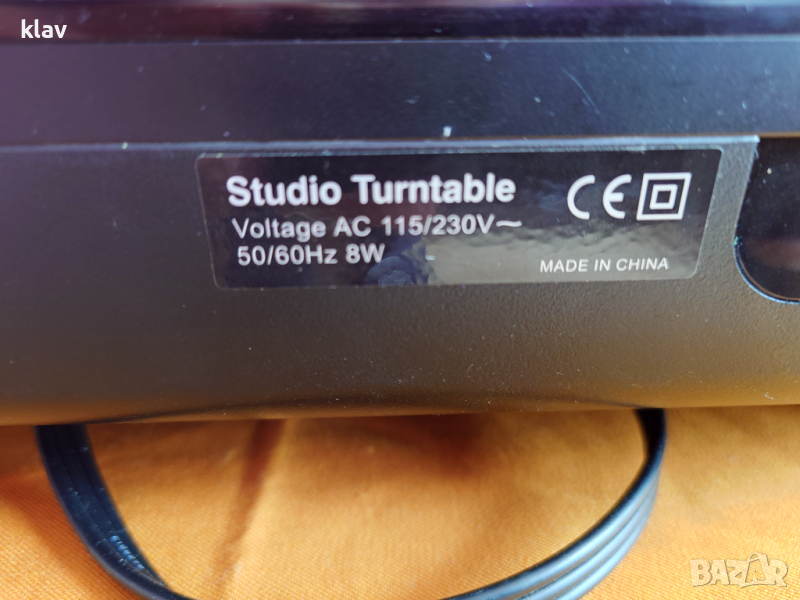 klav
Studio Turntable
Voltage AC 115/230V~
50/60Hz 8W
CE
MADE IN CHINA
BAZAR